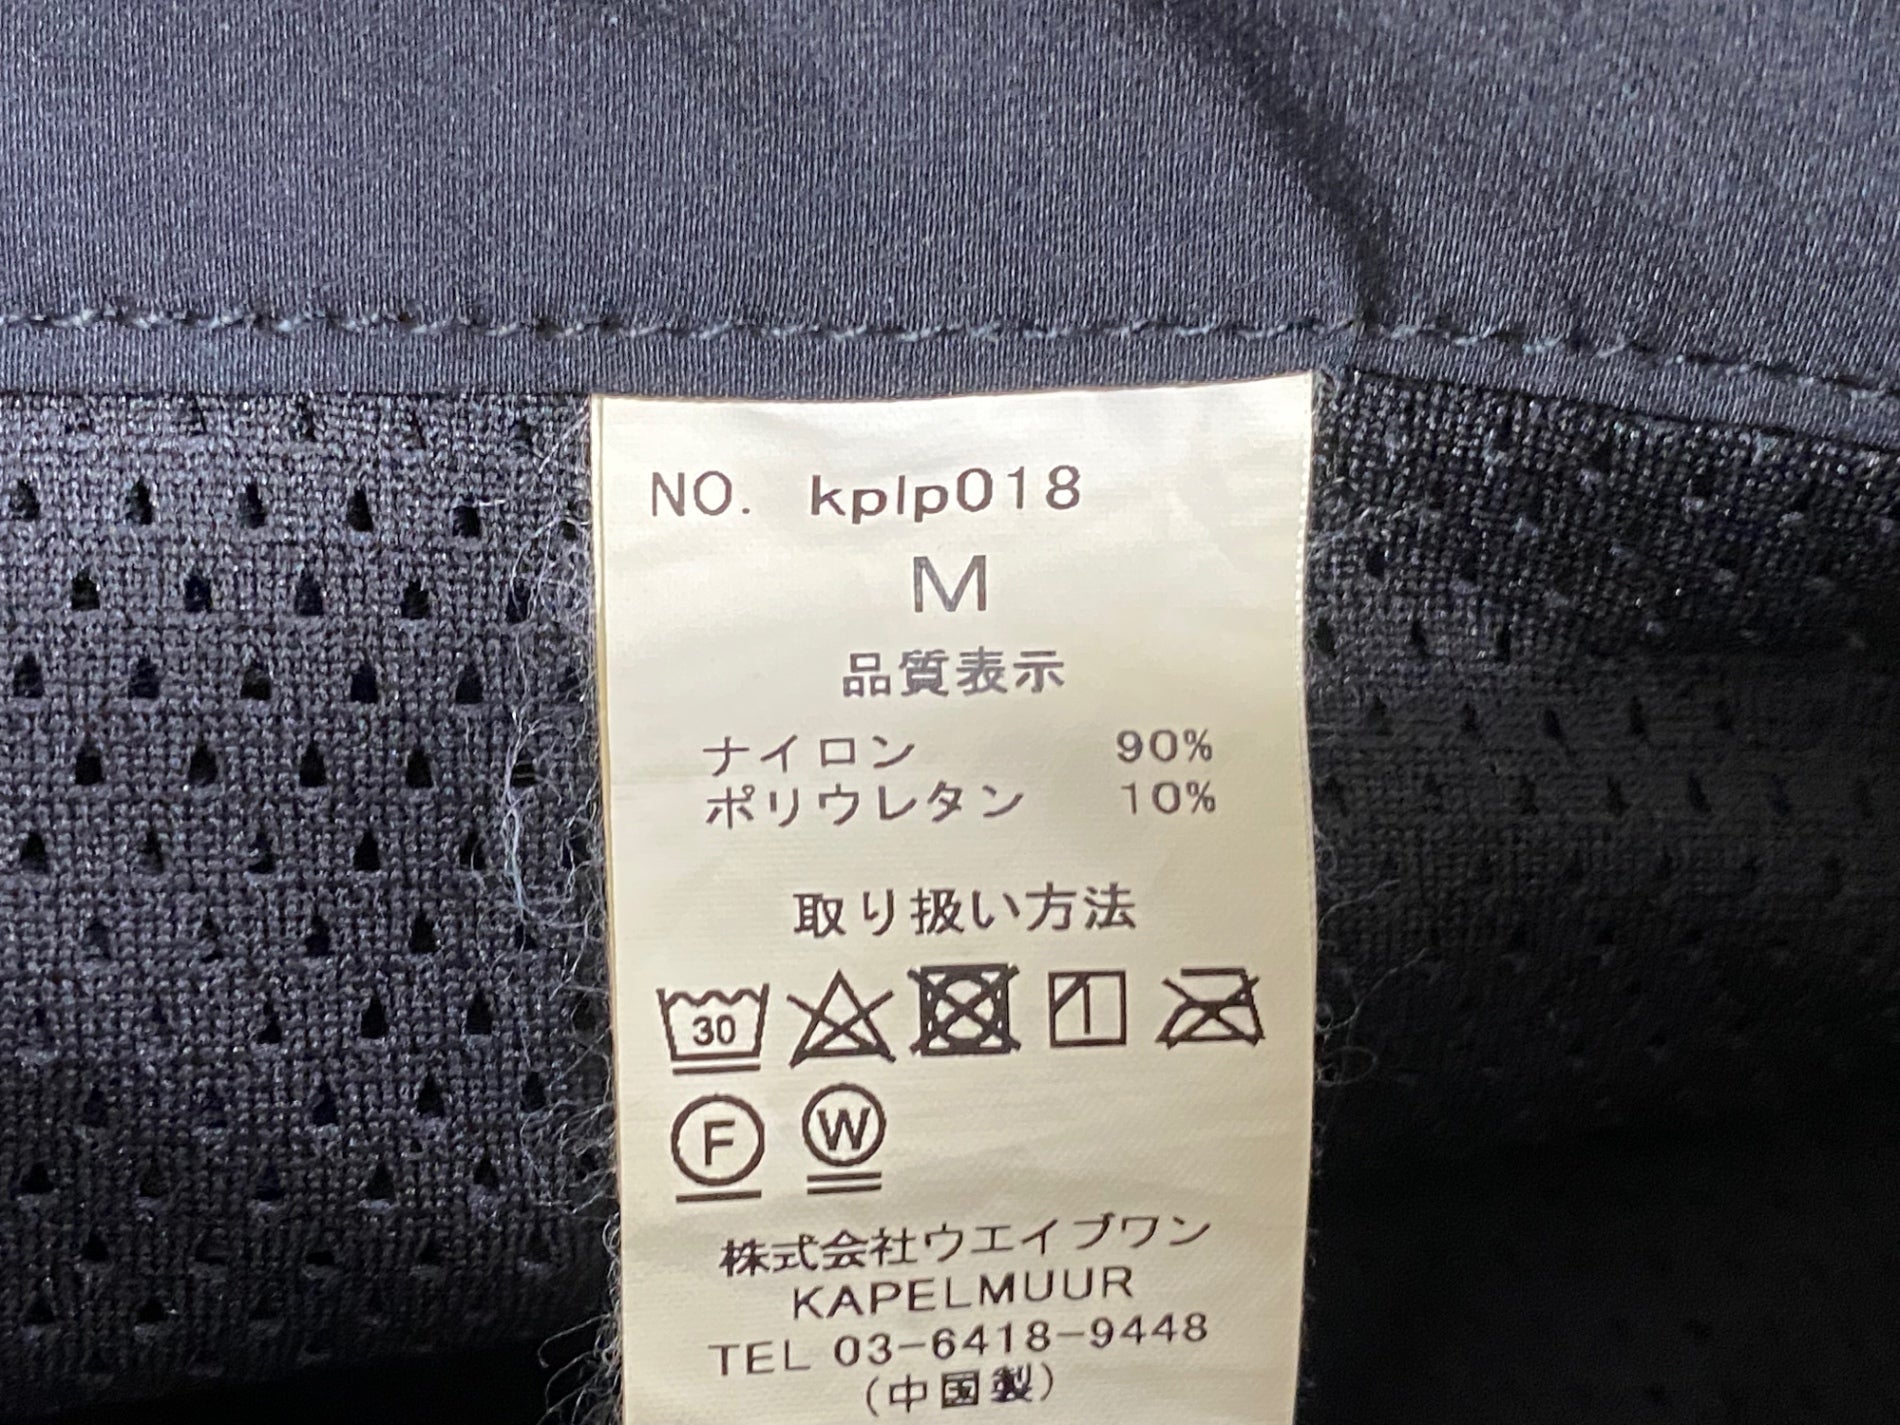 NO. kplp018
M
品質表示
ナイロン 90%
ポリウレタン 10%
取り扱い方法
30
F W
株式会社ウエイブワン
KAPELMUUR
TEL 03-6418-9448
(中国製)